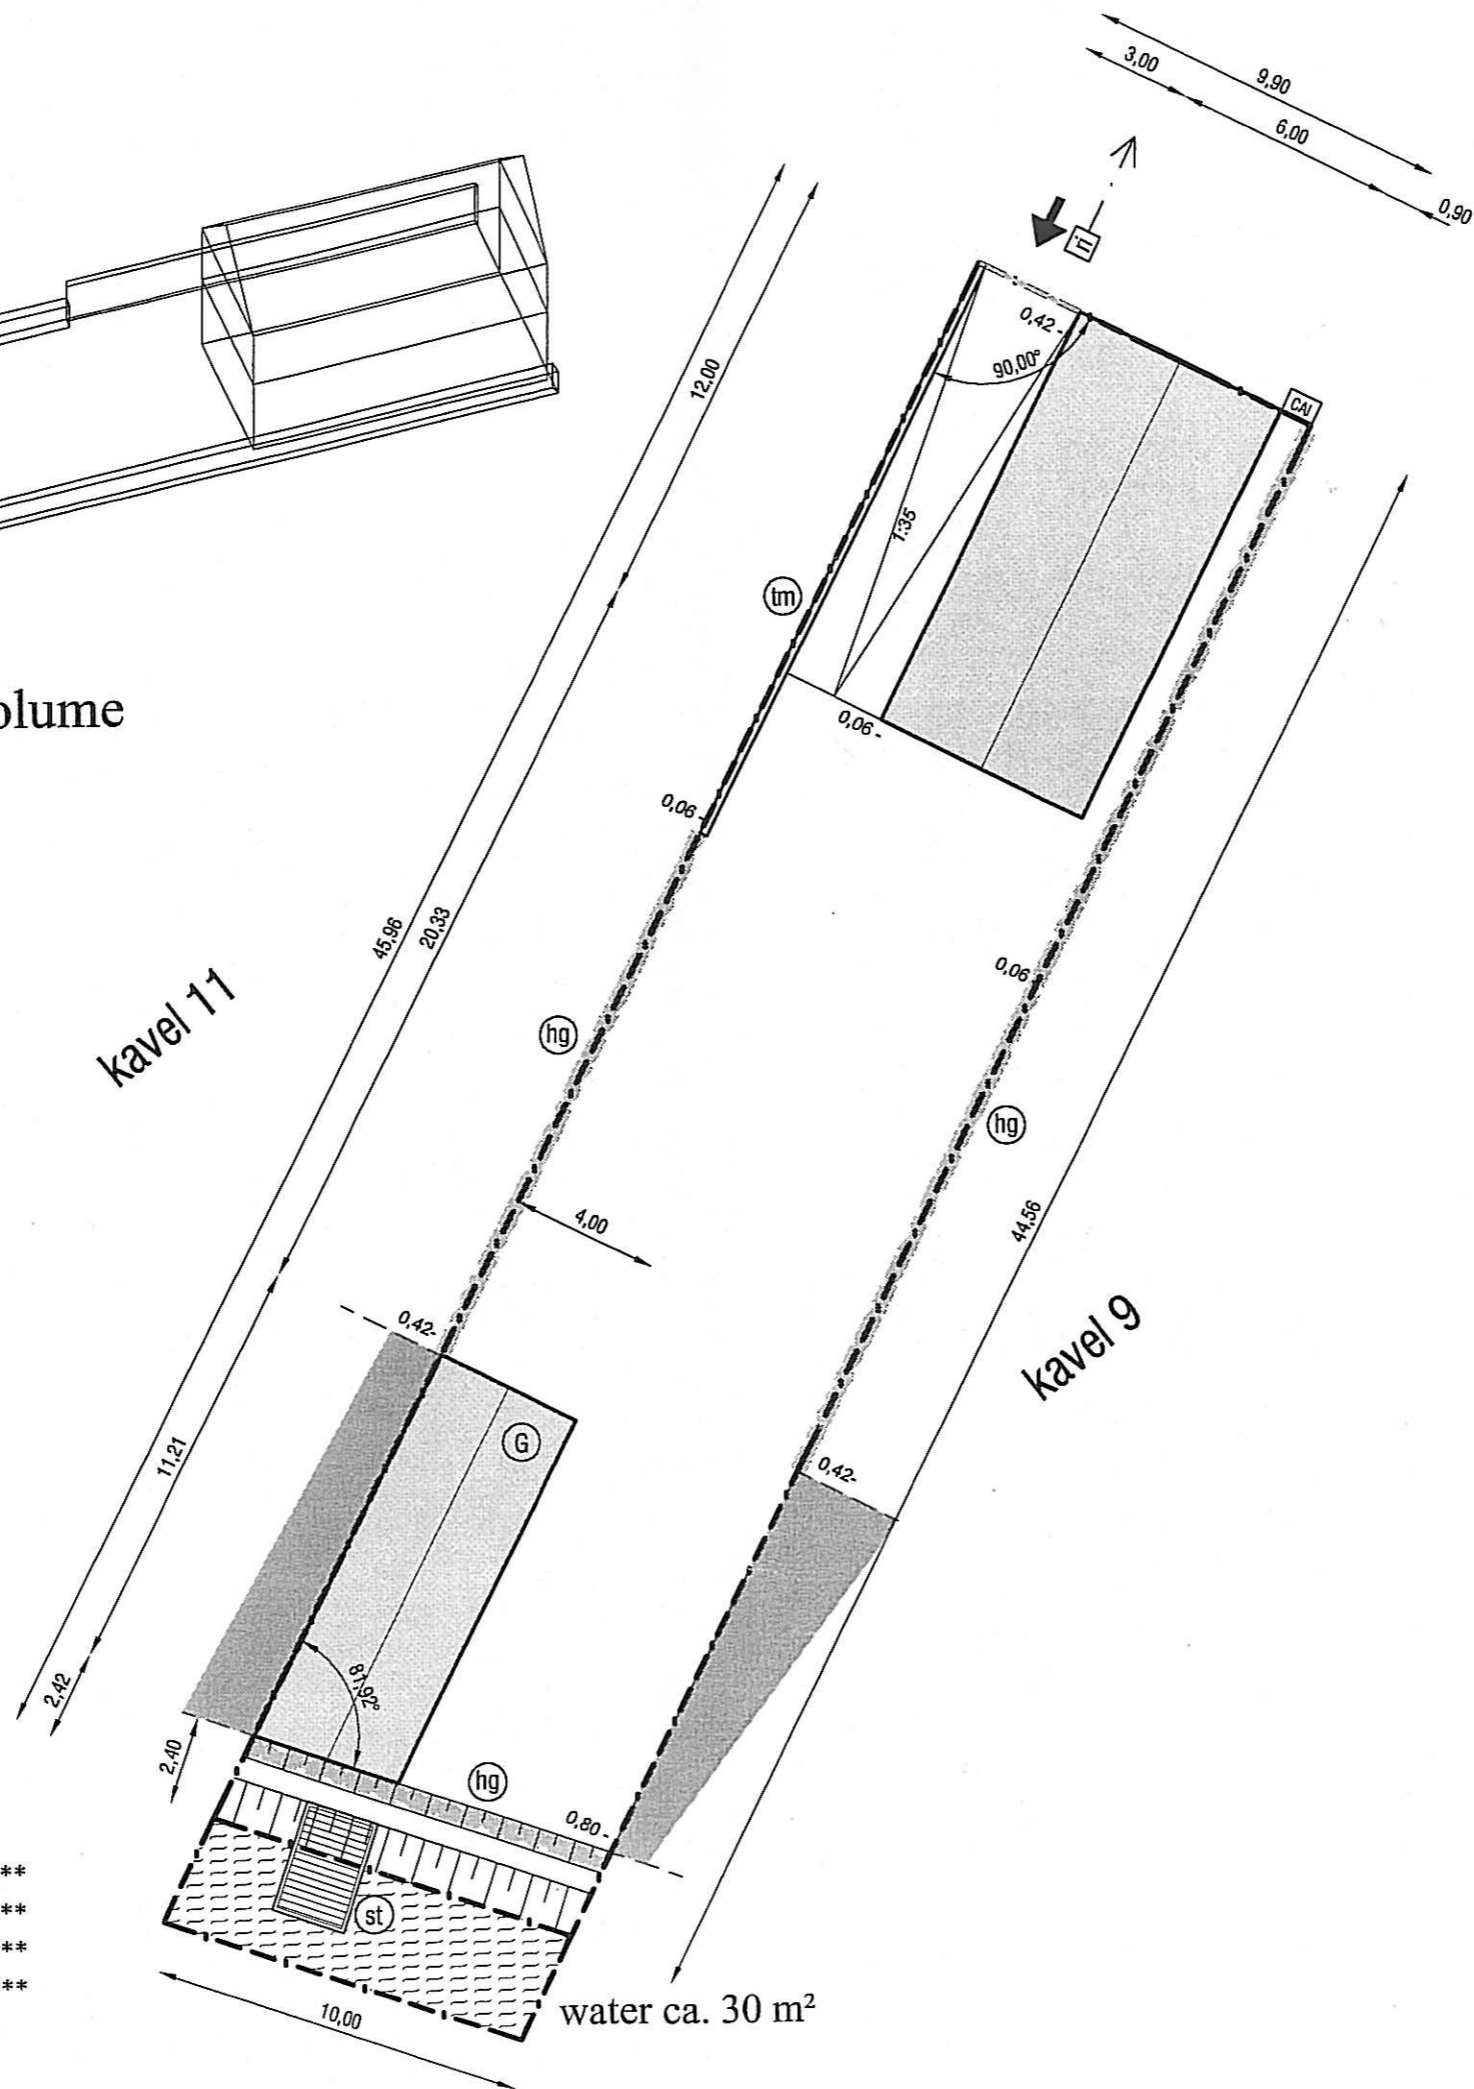 3,00
9,90
6,00
0,90
ri
0,42-
90,00°
CAI
12,00
1:35
tm
olume
0,06-
0,06-
45,96
20,33
0,06
kavel 11
hg
hg
4,00
44,56
kavel 9
0,42-
G
0,42-
11,21
81,92°
2,42
2,40
hg
0,80-
**
**
st
**
**
10,00
water ca. 30 m²